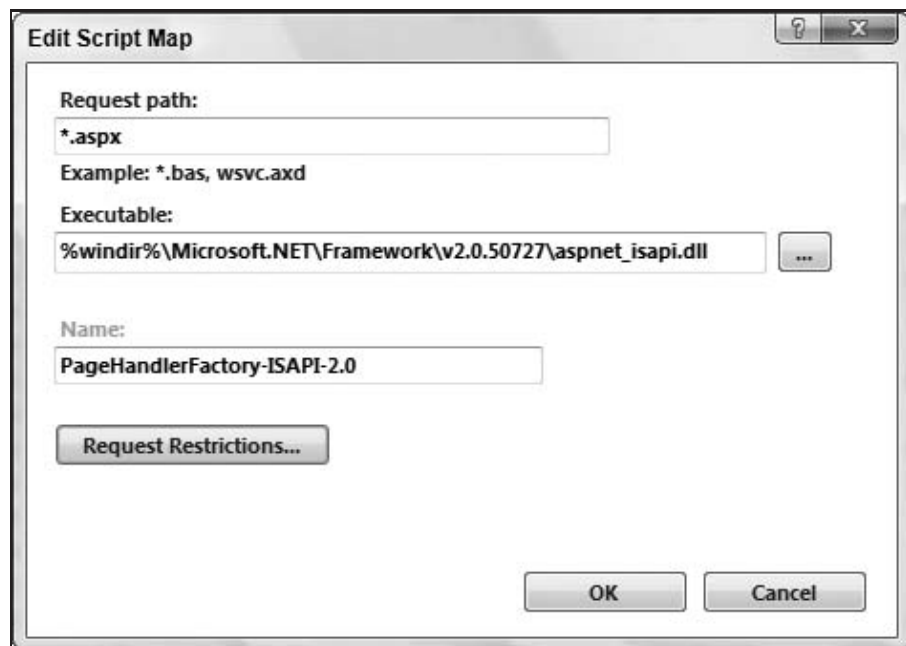 Edit Script Map
Request path:
*.aspx
Example: *.bas, wsvc.axd
Executable:
%windir%\Microsoft.NET\Framework\v2.0.50727\aspnet_isapi.dll
...
Name:
PageHandlerFactory-ISAPI-2.0
Request Restrictions...
OK
Cancel